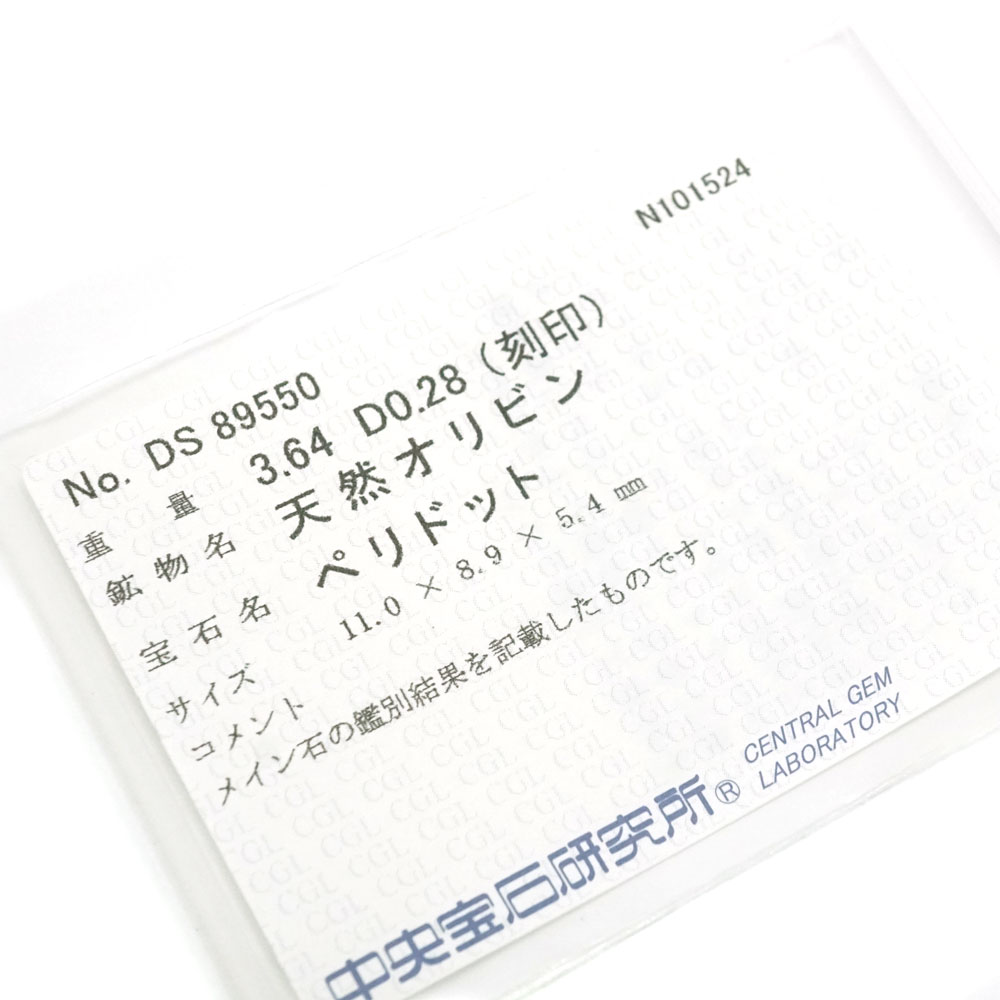 N101524
No. DS 89550
重量 3.64 D0.28 (刻印)
鉱物名 天然オリビン
宝石名 ペリドット
サイズ 11.0 × 8.9 × 5.4 mm
コメント
メイン石の鑑別結果を記載したものです。
中央宝石研究所® CENTRAL GEM
LABORATORY